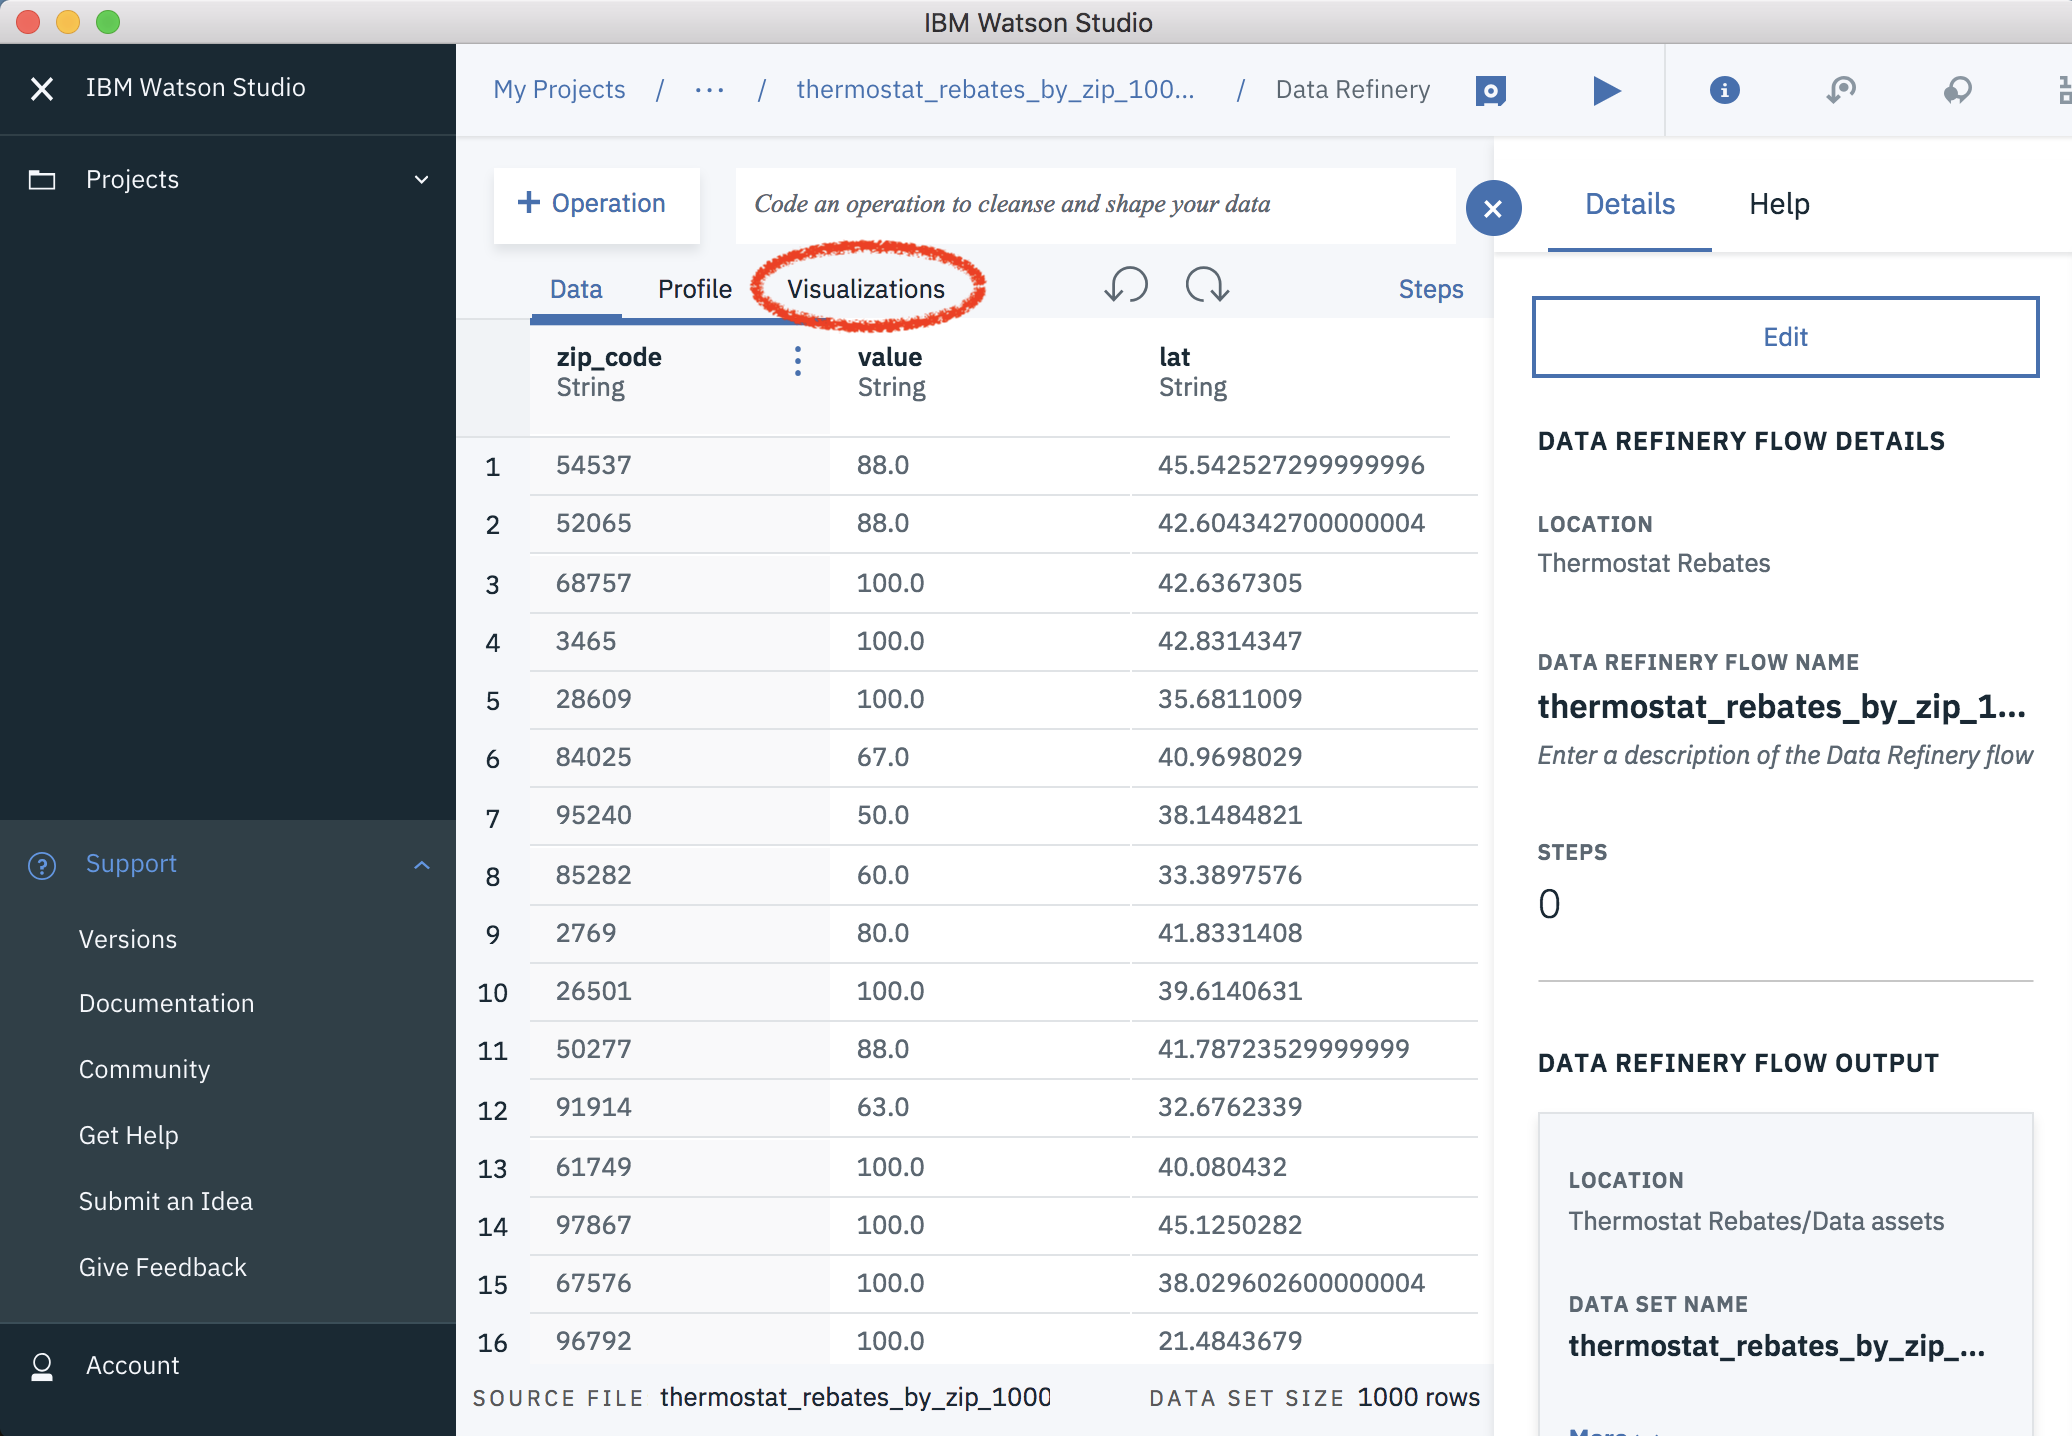 IBM Watson Studio
IBM Watson Studio
Projects
Support
Versions
Documentation
Community
Get Help
Submit an Idea
Give Feedback
Account
My Projects / ... / thermostat_rebates_by_zip_100... / Data Refinery
+ Operation
Code an operation to cleanse and shape your data
Data Profile Visualizations Steps
zip_code value lat
String String String
1 54537 88.0 45.542527299999996
2 52065 88.0 42.604342700000004
3 68757 100.0 42.6367305
4 3465 100.0 42.8314347
5 28609 100.0 35.6811009
6 84025 67.0 40.9698029
7 95240 50.0 38.1484821
8 85282 60.0 33.3897576
9 2769 80.0 41.8331408
10 26501 100.0 39.6140631
11 50277 88.0 41.78723529999999
12 91914 63.0 32.6762339
13 61749 100.0 40.080432
14 97867 100.0 45.1250282
15 67576 100.0 38.029602600000004
16 96792 100.0 21.4843679
SOURCE FILE thermostat_rebates_by_zip_1000 DATA SET SIZE 1000 rows
Details Help
Edit
DATA REFINERY FLOW DETAILS
LOCATION
Thermostat Rebates
DATA REFINERY FLOW NAME
thermostat_rebates_by_zip_1...
Enter a description of the Data Refinery flow
STEPS
0
DATA REFINERY FLOW OUTPUT
LOCATION
Thermostat Rebates/Data assets
DATA SET NAME
thermostat_rebates_by_zip_...